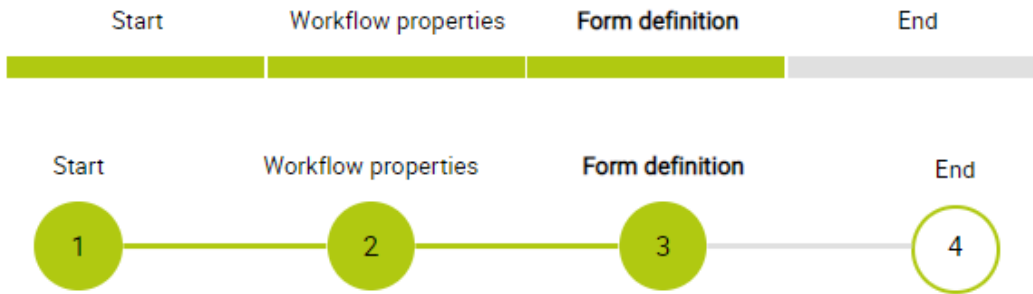 Start Workflow properties Form definition End
Start Workflow properties Form definition End
1 2 3 4